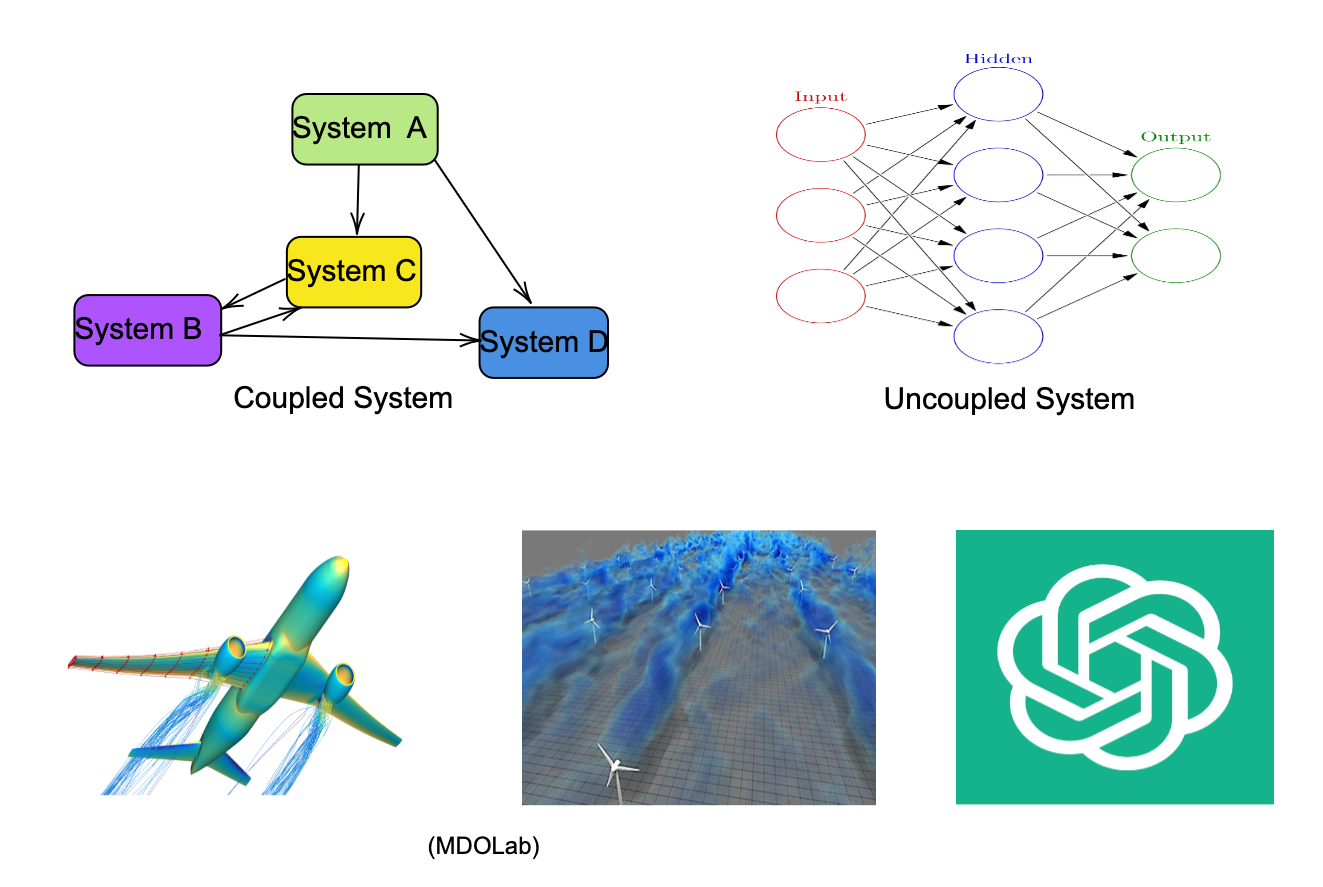 Hidden
Input
Output
System A
System C
System B
System D
Coupled System
Uncoupled System
(MDOLab)